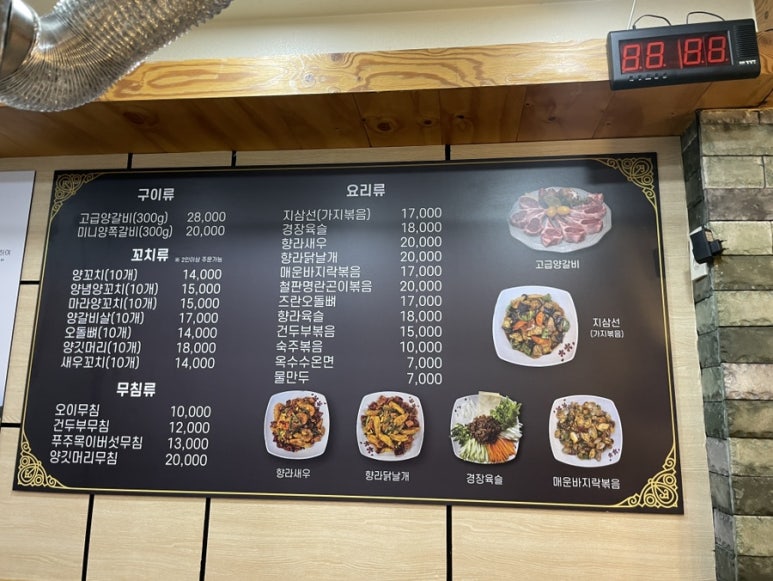 구이류
고급양갈비(300g) 28,000
미니양쪽갈비(300g) 20,000
꼬치류 ※ 2인이상 주문가능
양꼬치(10개) 14,000
양념양꼬치(10개) 15,000
마라양꼬치(10개) 15,000
양갈비살(10개) 17,000
오돌뼈(10개) 14,000
양깃머리(10개) 18,000
새우꼬치(10개) 14,000
무침류
오이무침 10,000
건두부무침 12,000
푸주목이버섯무침 13,000
양깃머리무침 20,000
요리류
지삼선(가지볶음) 17,000
경장육슬 18,000
향라새우 20,000
향라닭날개 20,000
매운바지락볶음 17,000
철판명란곤이볶음 20,000
즈란오돌뼈 17,000
향라육슬 18,000
건두부볶음 15,000
숙주볶음 10,000
옥수수온면 7,000
물만두 7,000
고급양갈비
지삼선
(가지볶음)
향라새우
향라닭날개
경장육슬
매운바지락볶음
88 88